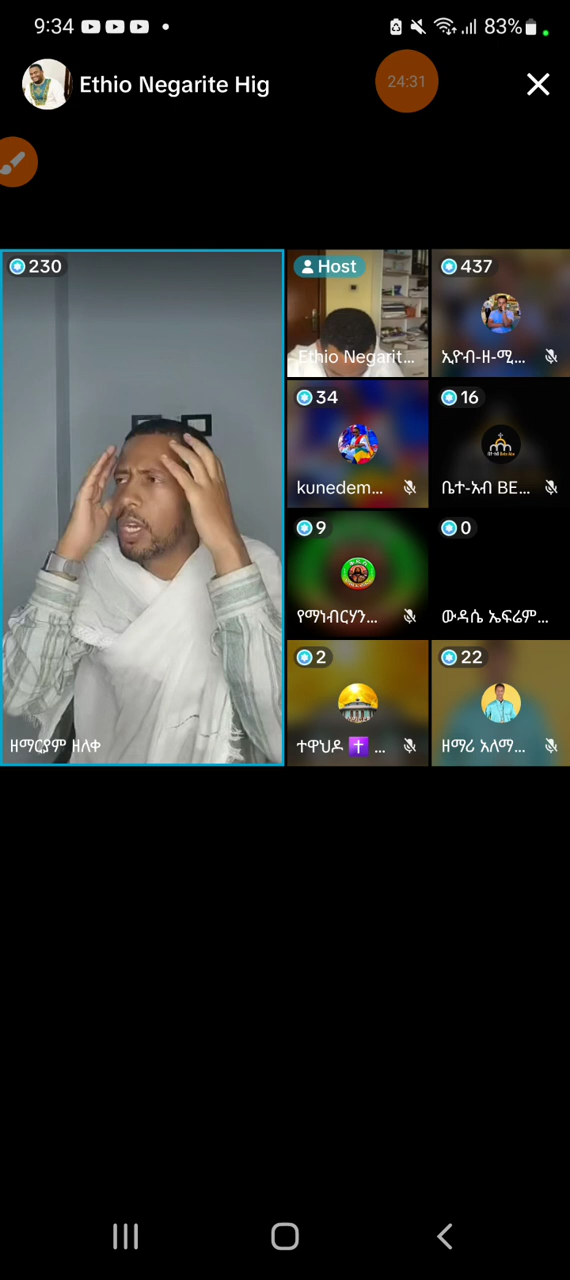 9:34
83%
Ethio Negarite Hig
24:31
230
Host
Ethio Negarit...
437
ኢዮብ-ዘ-ሚ...
34
kunedem...
16
ቤተ-አብ BE...
9
የማነብርሃን...
0
ውዳሴ ኤፍሬም...
2
ተዋህዶ ✝️ ...
22
ዘማሪ አለማ...
ዘማርያም ዘለቀ